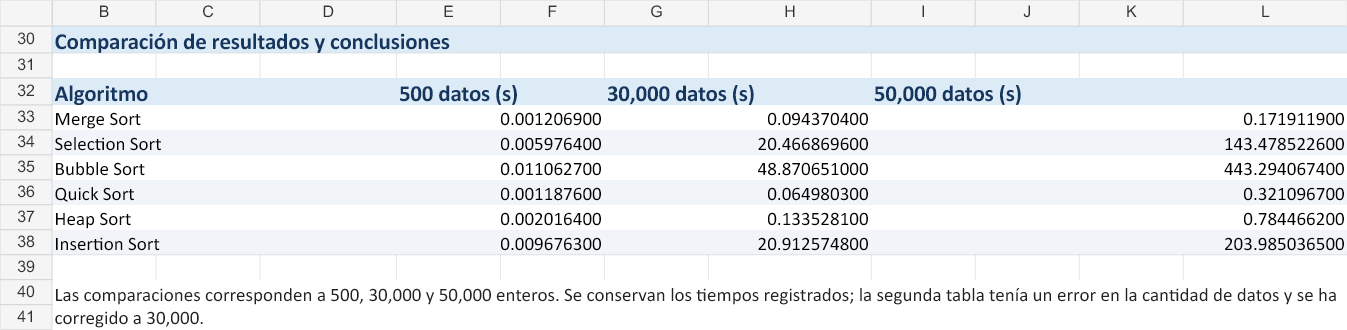 B C D E F G H I J K L
30 Comparación de resultados y conclusiones
31
32 Algoritmo 500 datos (s) 30,000 datos (s) 50,000 datos (s)
33 Merge Sort 0.001206900 0.094370400 0.171911900
34 Selection Sort 0.005976400 20.466869600 143.478522600
35 Bubble Sort 0.011062700 48.870651000 443.294067400
36 Quick Sort 0.001187600 0.064980300 0.321096700
37 Heap Sort 0.002016400 0.133528100 0.784466200
38 Insertion Sort 0.009676300 20.912574800 203.985036500
39
40 Las comparaciones corresponden a 500, 30,000 y 50,000 enteros. Se conservan los tiempos registrados; la segunda tabla tenía un error en la cantidad de datos y se ha
41 corregido a 30,000.